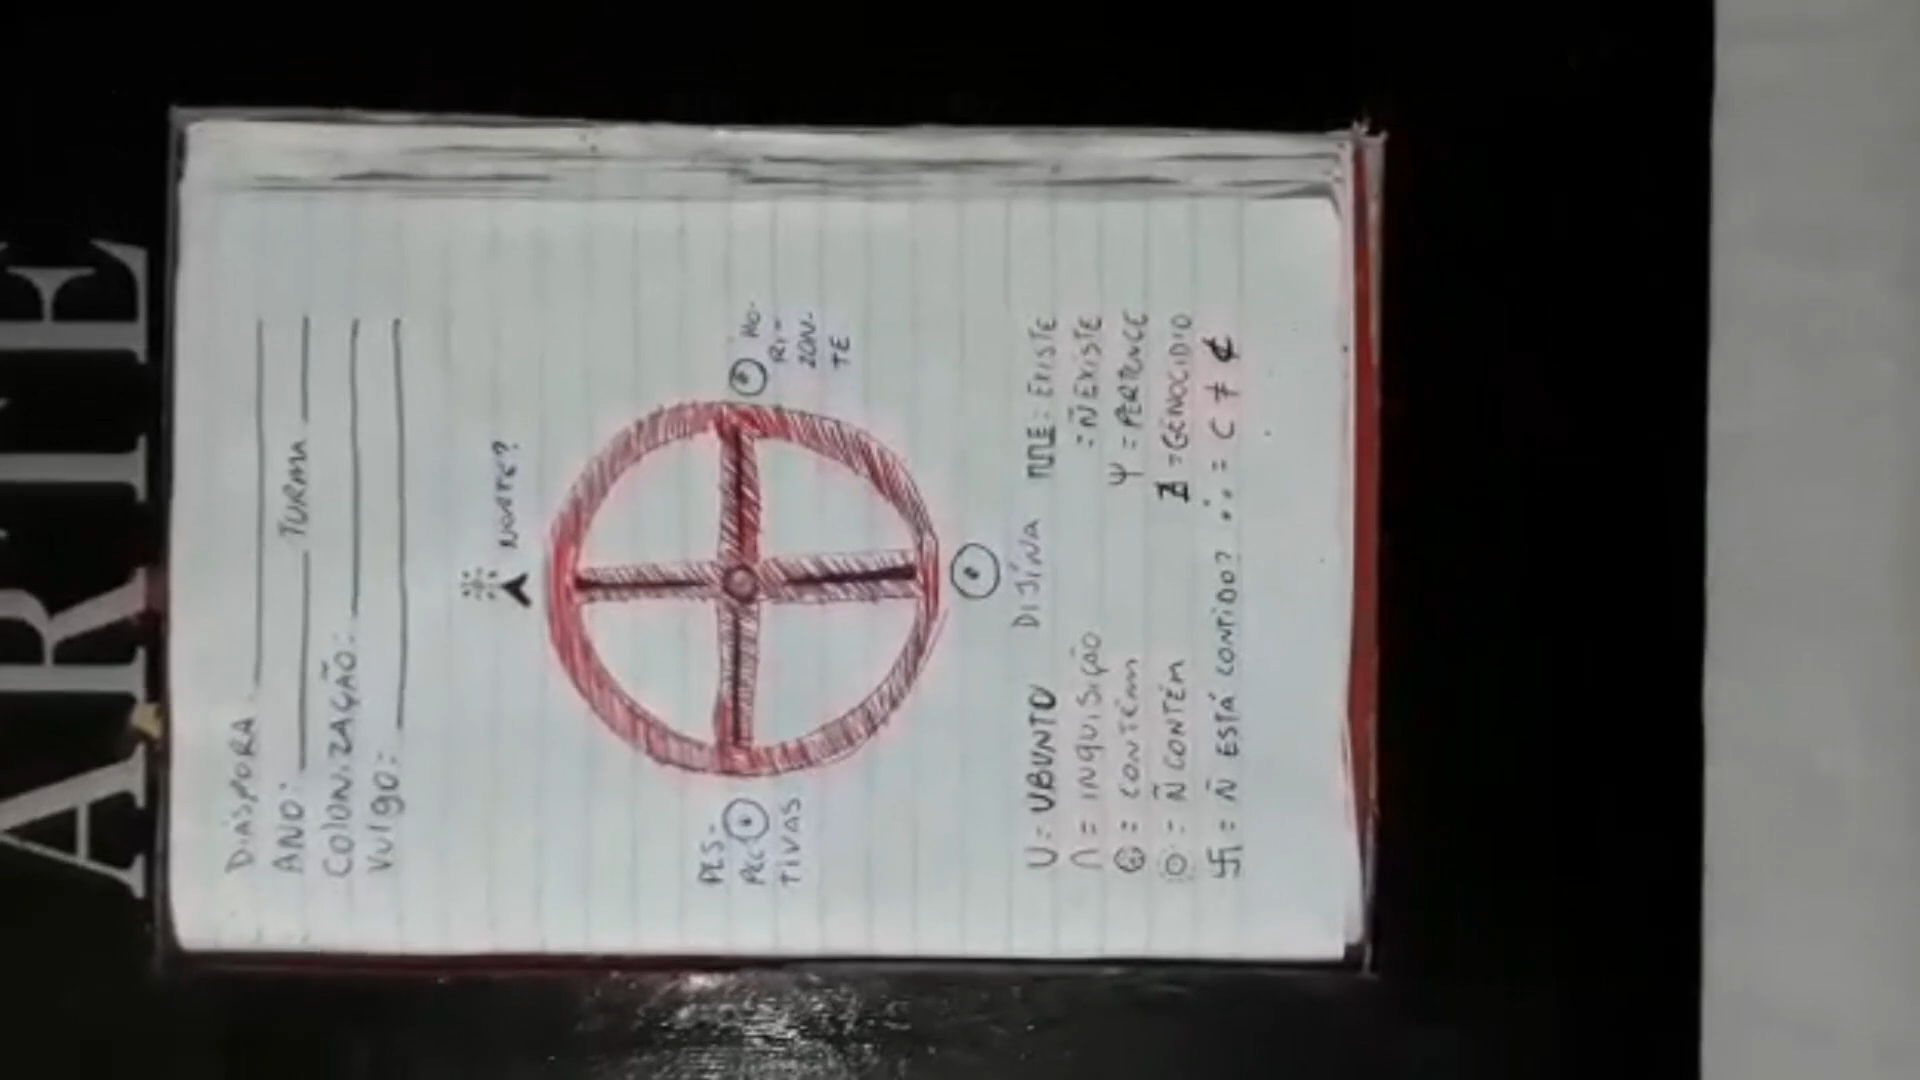 ARTE
DIÁSPORA:
ANO: TURMA
COLONIZAÇÃO:
VULGO:
NORTE?
PES-
PEC
TIVAS
HO-
RI-
ZON-
TE
U = UBUNTO DIJÍNA
∩ = INQUISIÇÃO
: CONTÉM
= Ñ CONTÉM
卐 = Ñ ESTÁ CONTIDO? ∴ = C ≠ ¢
: EXISTE
= Ñ EXISTE
Ψ = PERTENCE
= GENOCIDIO